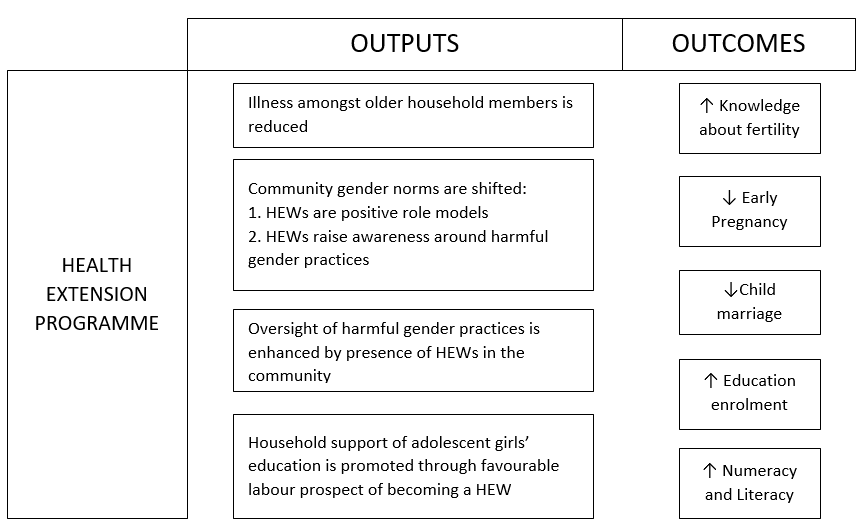 OUTPUTS
OUTCOMES
HEALTH
EXTENSION
PROGRAMME
Illness amongst older household members is
reduced
Community gender norms are shifted:
1. HEWs are positive role models
2. HEWs raise awareness around harmful
gender practices
Oversight of harmful gender practices is
enhanced by presence of HEWs in the
community
Household support of adolescent girls’
education is promoted through favourable
labour prospect of becoming a HEW
↑ Knowledge
about fertility
↓ Early
Pregnancy
↓Child
marriage
↑ Education
enrolment
↑ Numeracy
and Literacy